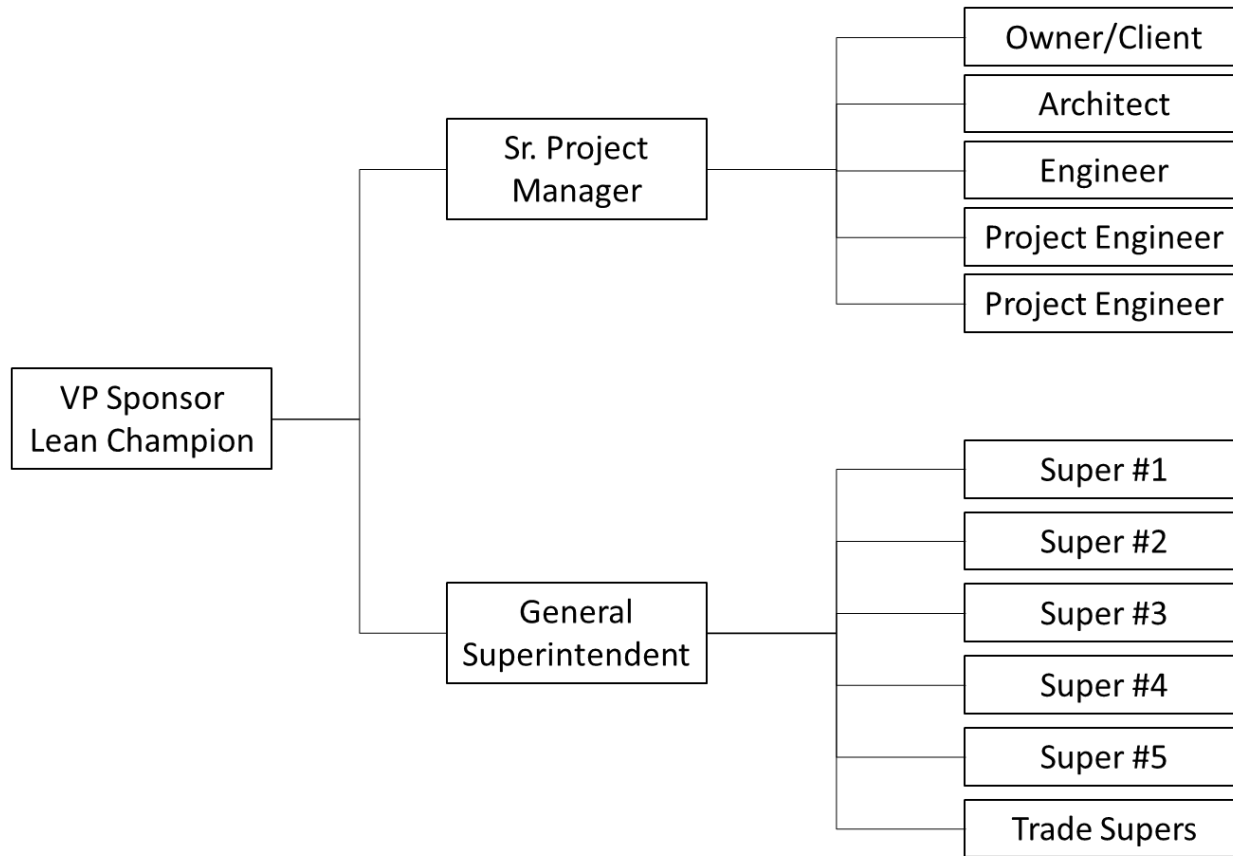 VP Sponsor
Lean Champion
Sr. Project
Manager
Owner/Client
Architect
Engineer
Project Engineer
Project Engineer
General
Superintendent
Super #1
Super #2
Super #3
Super #4
Super #5
Trade Supers